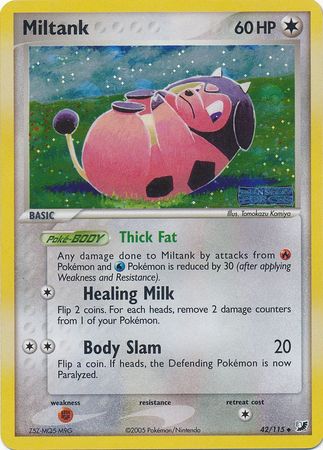 Miltank 60 HP
UNSEEN FORCES
BASIC Illus. Tomokazu Komiya
Poké-BODY Thick Fat
Any damage done to Miltank by attacks from
Pokémon and Pokémon is reduced by 30 (after applying
Weakness and Resistance).
Healing Milk
Flip 2 coins. For each heads, remove 2 damage counters
from 1 of your Pokémon.
Body Slam 20
Flip a coin. If heads, the Defending Pokémon is now
Paralyzed.
weakness resistance retreat cost
©2005 Pokémon/Nintendo 42/115